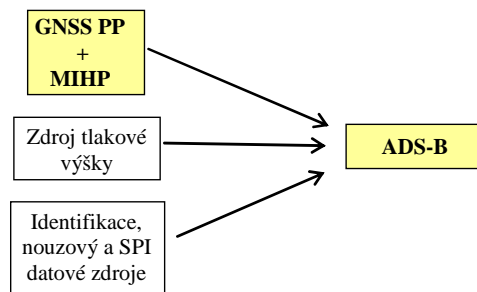 GNSS PP
+
MIHP
Zdroj tlakové
výšky
ADS-B
Identifikace,
nouzový a SPI
datové zdroje